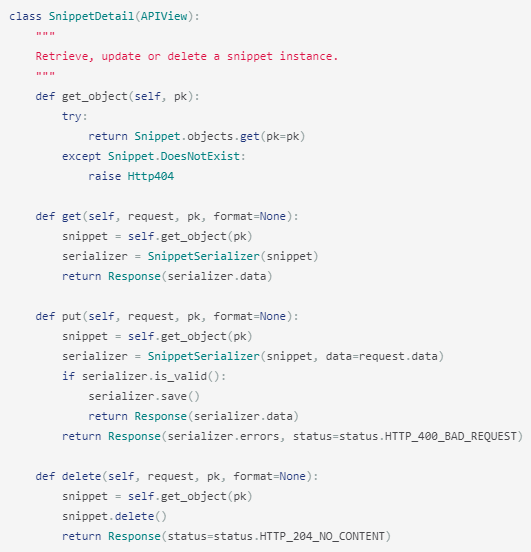 class SnippetDetail(APIView):
    """
    Retrieve, update or delete a snippet instance.
    """
    def get_object(self, pk):
        try:
            return Snippet.objects.get(pk=pk)
        except Snippet.DoesNotExist:
            raise Http404

    def get(self, request, pk, format=None):
        snippet = self.get_object(pk)
        serializer = SnippetSerializer(snippet)
        return Response(serializer.data)

    def put(self, request, pk, format=None):
        snippet = self.get_object(pk)
        serializer = SnippetSerializer(snippet, data=request.data)
        if serializer.is_valid():
            serializer.save()
            return Response(serializer.data)
        return Response(serializer.errors, status=status.HTTP_400_BAD_REQUEST)

    def delete(self, request, pk, format=None):
        snippet = self.get_object(pk)
        snippet.delete()
        return Response(status=status.HTTP_204_NO_CONTENT)